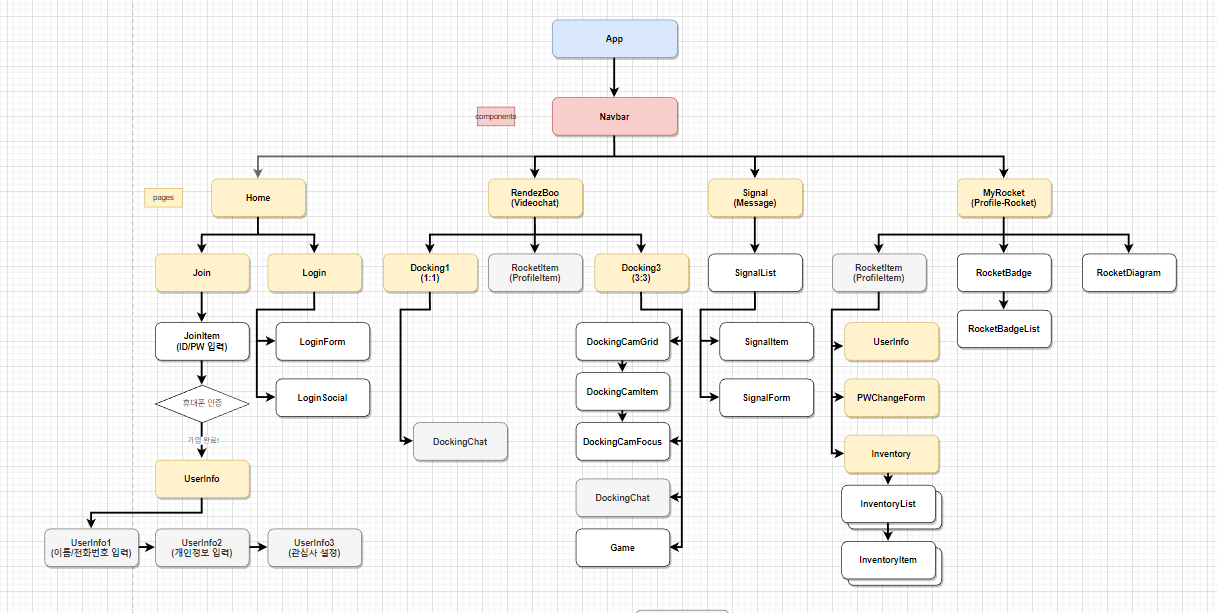 App
components
Navbar
pages
Home
RendezBoo
(Videochat)
Signal
(Message)
MyRocket
(Profile-Rocket)
Join
Login
Docking1
(1:1)
RocketItem
(ProfileItem)
Docking3
(3:3)
SignalList
RocketItem
(ProfileItem)
RocketBadge
RocketDiagram
JoinItem
(ID/PW 입력)
LoginForm
DockingCamGrid
SignalItem
UserInfo
RocketBadgeList
휴대폰 인증
LoginSocial
DockingCamItem
SignalForm
PWChangeForm
가입 완료!
DockingChat
DockingCamFocus
Inventory
UserInfo
DockingChat
InventoryList
UserInfo1
(이름/전화번호 입력)
UserInfo2
(개인정보 입력)
UserInfo3
(관심사 설정)
Game
InventoryItem